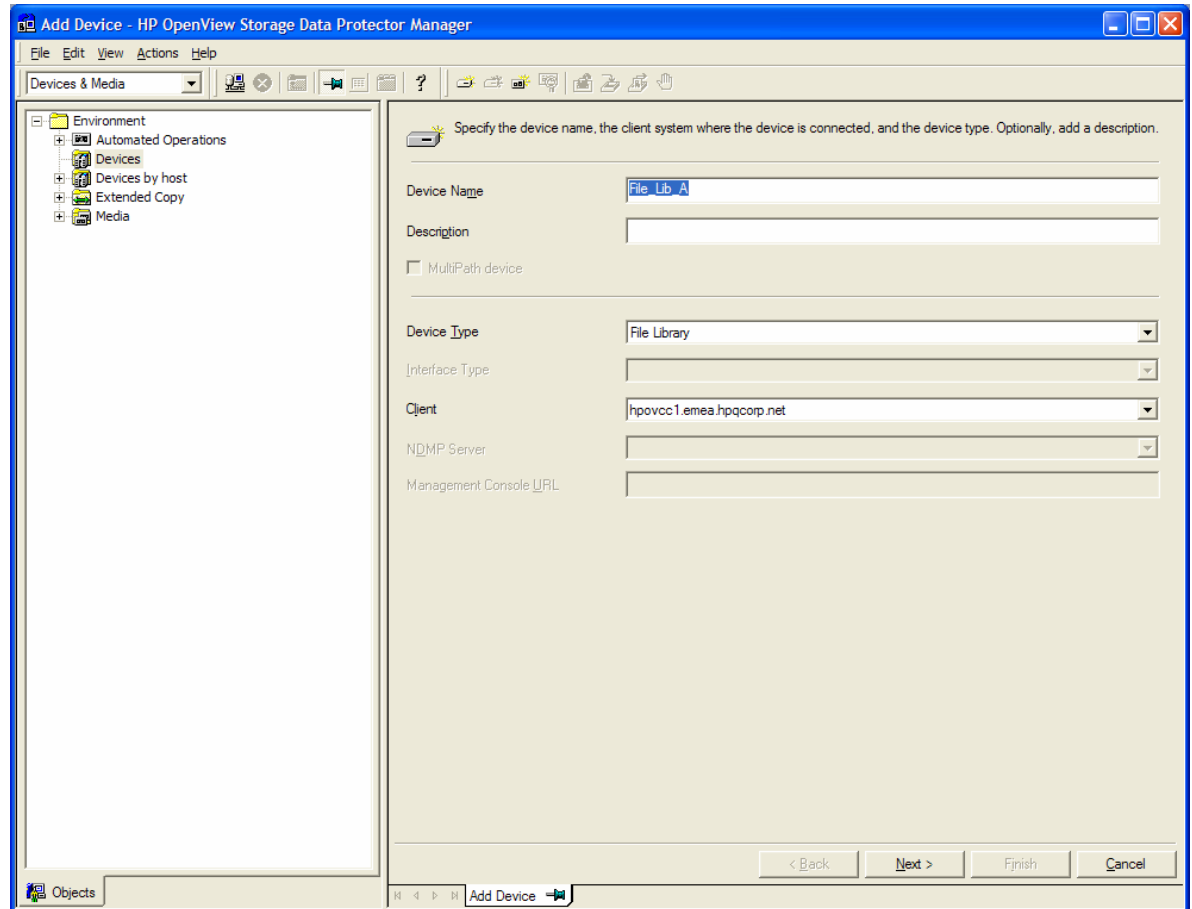 Add Device - HP OpenView Storage Data Protector Manager
File Edit View Actions Help
Devices & Media
Environment
Automated Operations
Devices
Devices by host
Extended Copy
Media
Objects
Specify the device name, the client system where the device is connected, and the device type. Optionally, add a description.
Device Name
File_Lib_A
Description
MultiPath device
Device Type
File Library
Interface Type
Client
hpovcc1.emea.hpqcorp.net
NDMP Server
Management Console URL
< Back
Next >
Finish
Cancel
Add Device